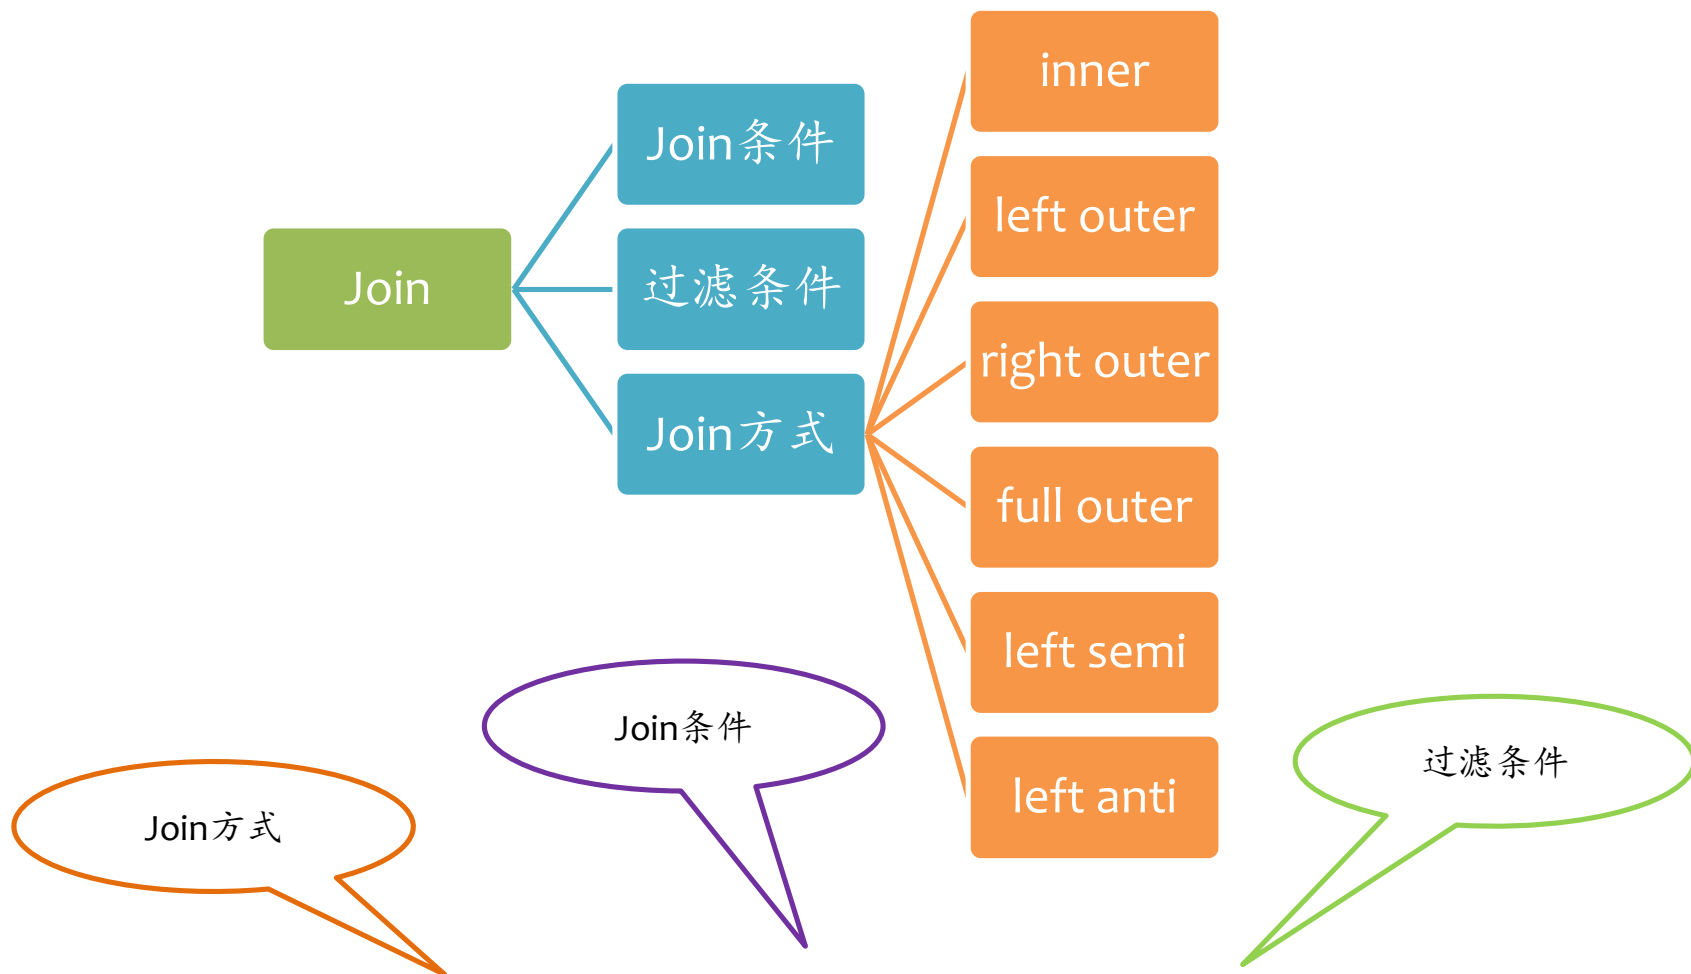 Join
Join条件
过滤条件
Join方式
inner
left outer
right outer
full outer
left semi
left anti
Join方式
Join条件
过滤条件